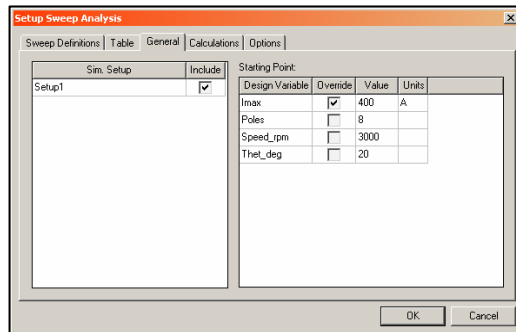 Setup Sweep Analysis
Sweep Definitions Table General Calculations Options
Sim. Setup Include
Setup1
Starting Point:
Design Variable Override Value Units
Imax 400 A
Poles 8
Speed_rpm 3000
Thet_deg 20
OK Cancel